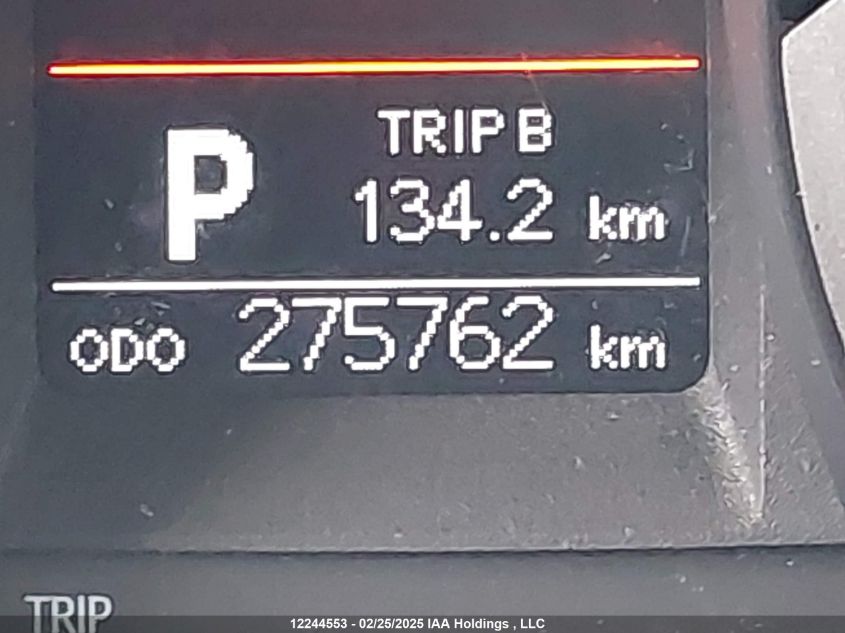 TRIP B
P
134.2 km
ODO 275762 km
TRIP
12244553 - 02/25/2025 IAA Holdings , LLC